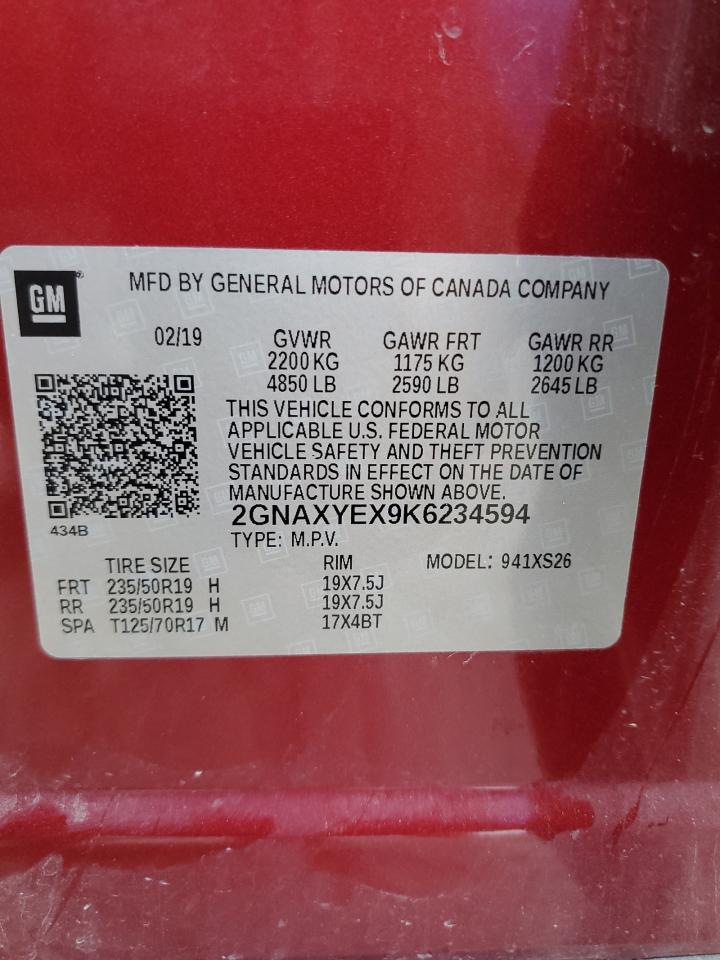 GM ®
MFD BY GENERAL MOTORS OF CANADA COMPANY
02/19 GVWR GAWR FRT GAWR RR
2200 KG 1175 KG 1200 KG
4850 LB 2590 LB 2645 LB
THIS VEHICLE CONFORMS TO ALL
APPLICABLE U.S. FEDERAL MOTOR
VEHICLE SAFETY AND THEFT PREVENTION
STANDARDS IN EFFECT ON THE DATE OF
MANUFACTURE SHOWN ABOVE.
434B
2GNAXYEX9K6234594
TYPE: M.P.V.
TIRE SIZE RIM MODEL: 941XS26
FRT 235/50R19 H 19X7.5J
RR 235/50R19 H 19X7.5J
SPA T125/70R17 M 17X4BT